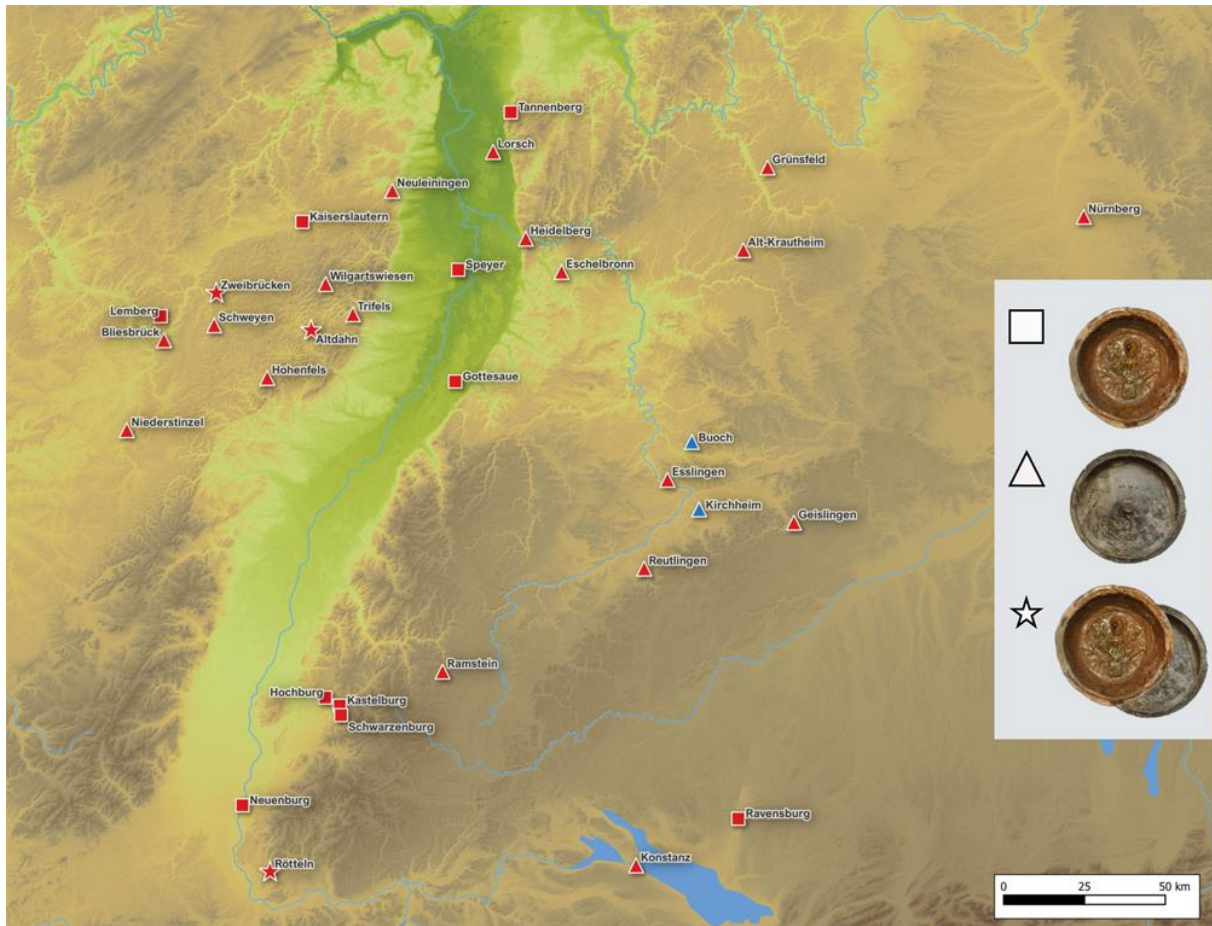 Tannenberg
Lorsch
Grünsfeld
Neuleiningen
Kaiserslautern
Nürnberg
Heidelberg
Alt-Krautheim
Speyer
Eschelbronn
Wilgartswiesen
Zweibrücken
Lemberg
Trifels
Schweyen
Bliesbrück
Altdahn
Hohenfels
Gottesaue
Niederstinzel
Buoch
Esslingen
Kirchheim
Geislingen
Reutlingen
Ramstein
Hochburg
Kastelburg
Schwarzenburg
Neuenburg
Ravensburg
Rötteln
Konstanz
0 25 50 km